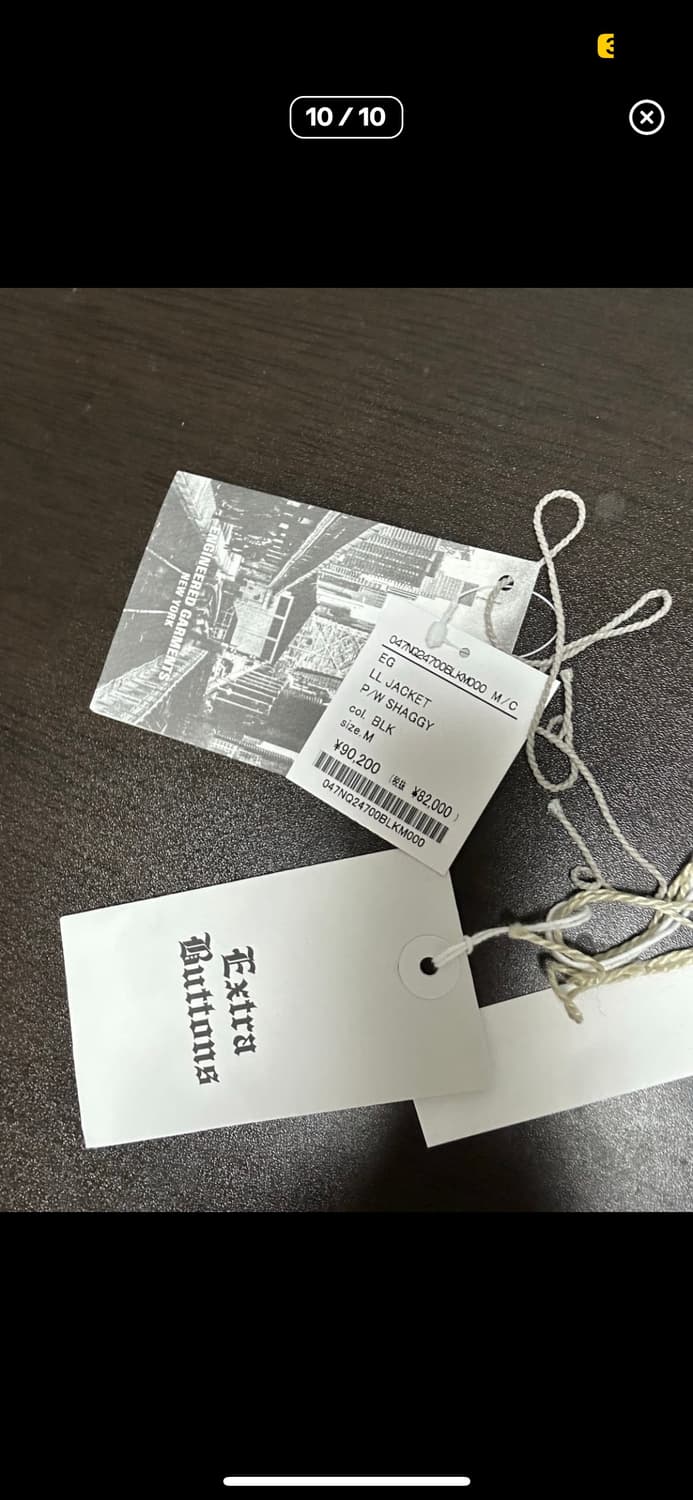 10 / 10
ENGINEERED GARMENTS
NEW YORK
047NQ24700BLKM000 M/C
EG
LL JACKET
P/W SHAGGY
col. BLK
size. M
¥90,200 (税抜 ¥82,000)
047NQ24700BLKM000
Extra
Buttons